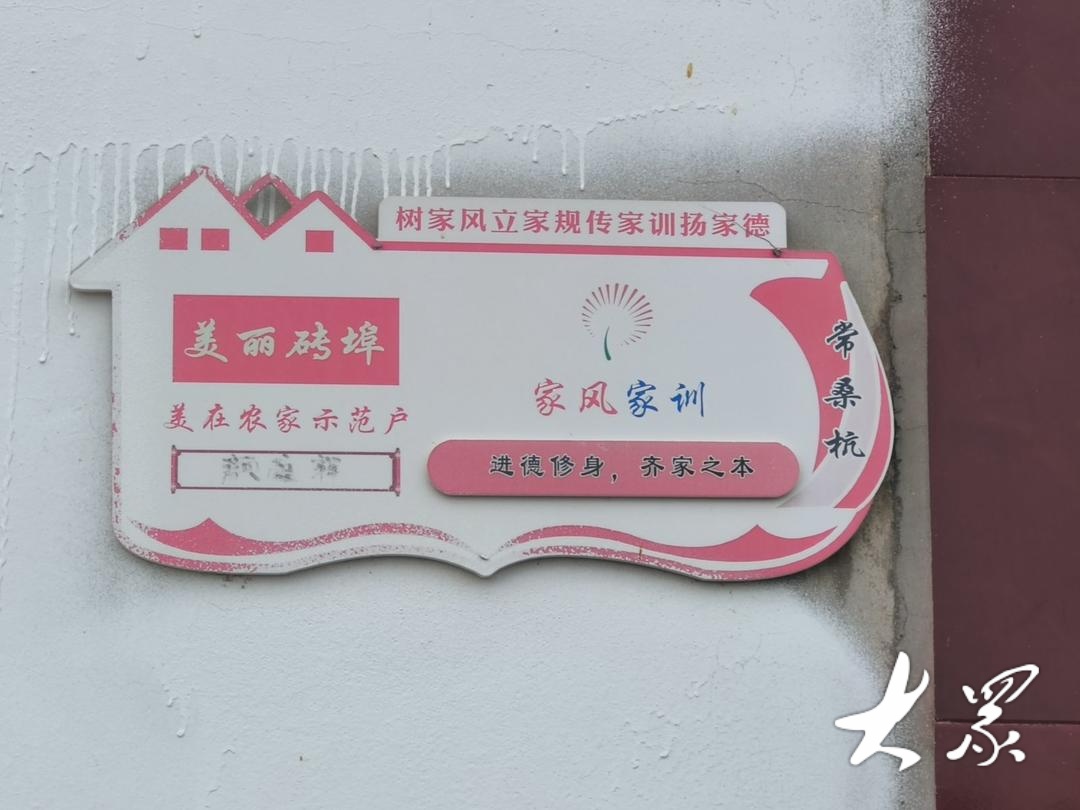 树家风立家规传家训扬家德
美丽砖埠
美在农家示范户
家风家训
进德修身，齐家之本
常桑杭
大眾